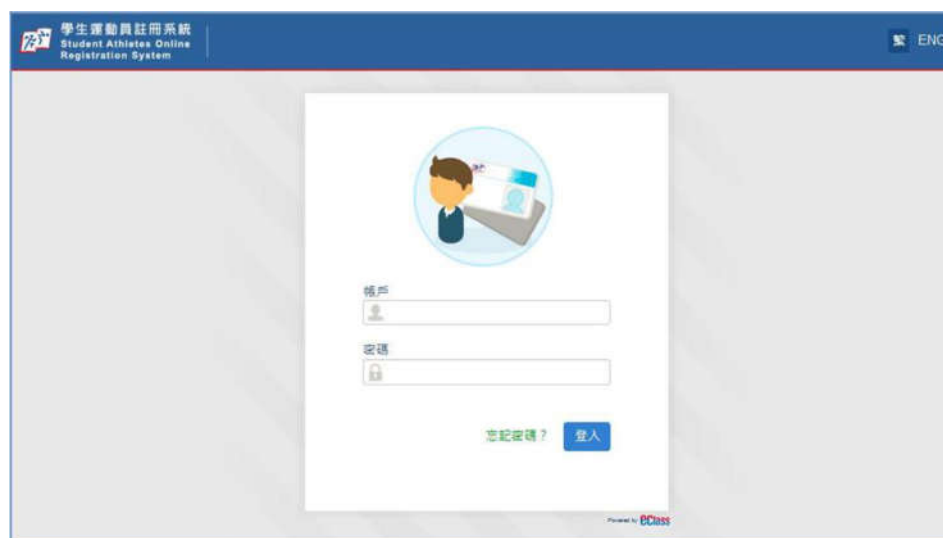 學生運動員註冊系統
Student Athletes Online
Registration System
繁 ENG
帳戶
密碼
忘記密碼？ 登入
Powered by eClass